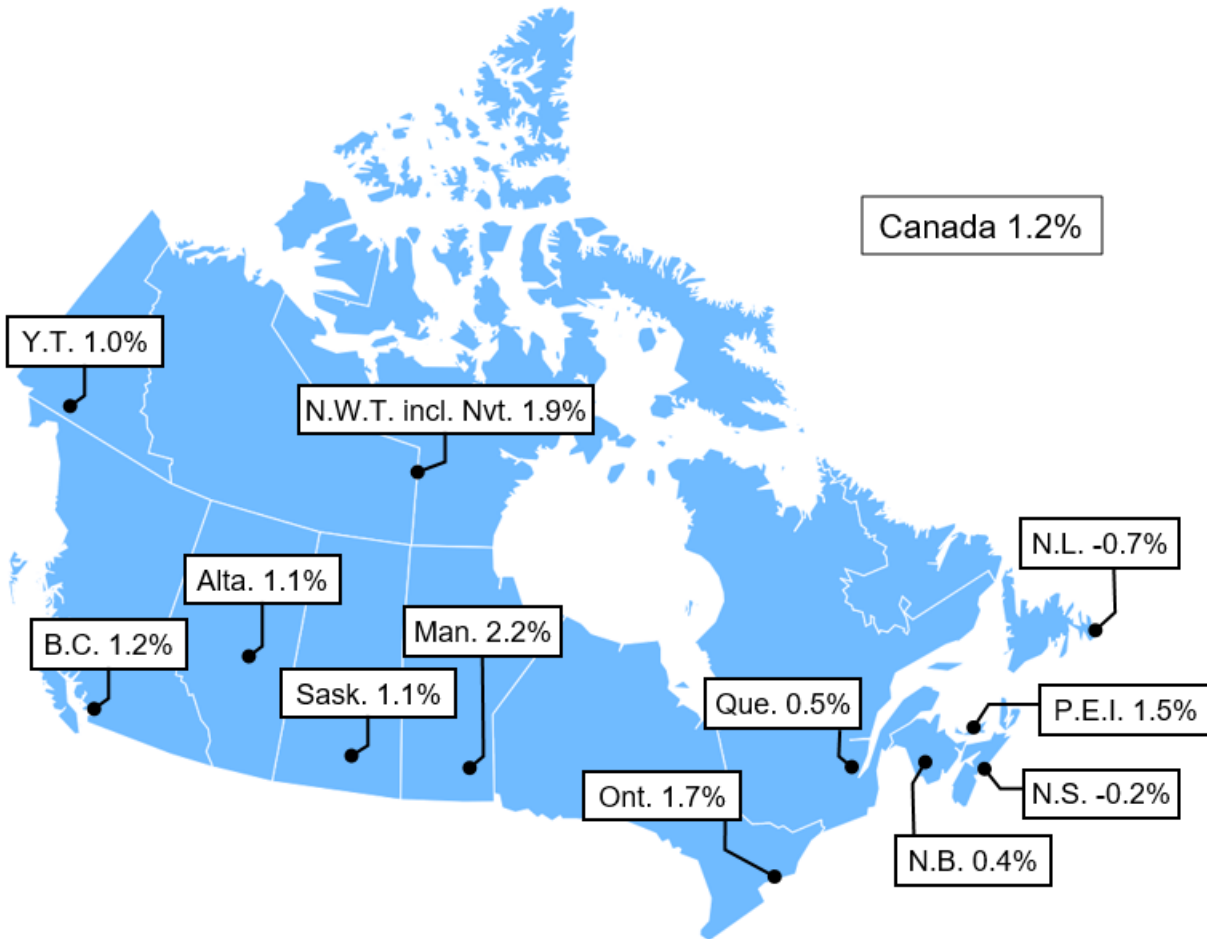 Canada 1.2%
Y.T. 1.0%
N.W.T. incl. Nvt. 1.9%
N.L. -0.7%
Alta. 1.1%
Man. 2.2%
B.C. 1.2%
Sask. 1.1%
Que. 0.5%
P.E.I. 1.5%
Ont. 1.7%
N.S. -0.2%
N.B. 0.4%